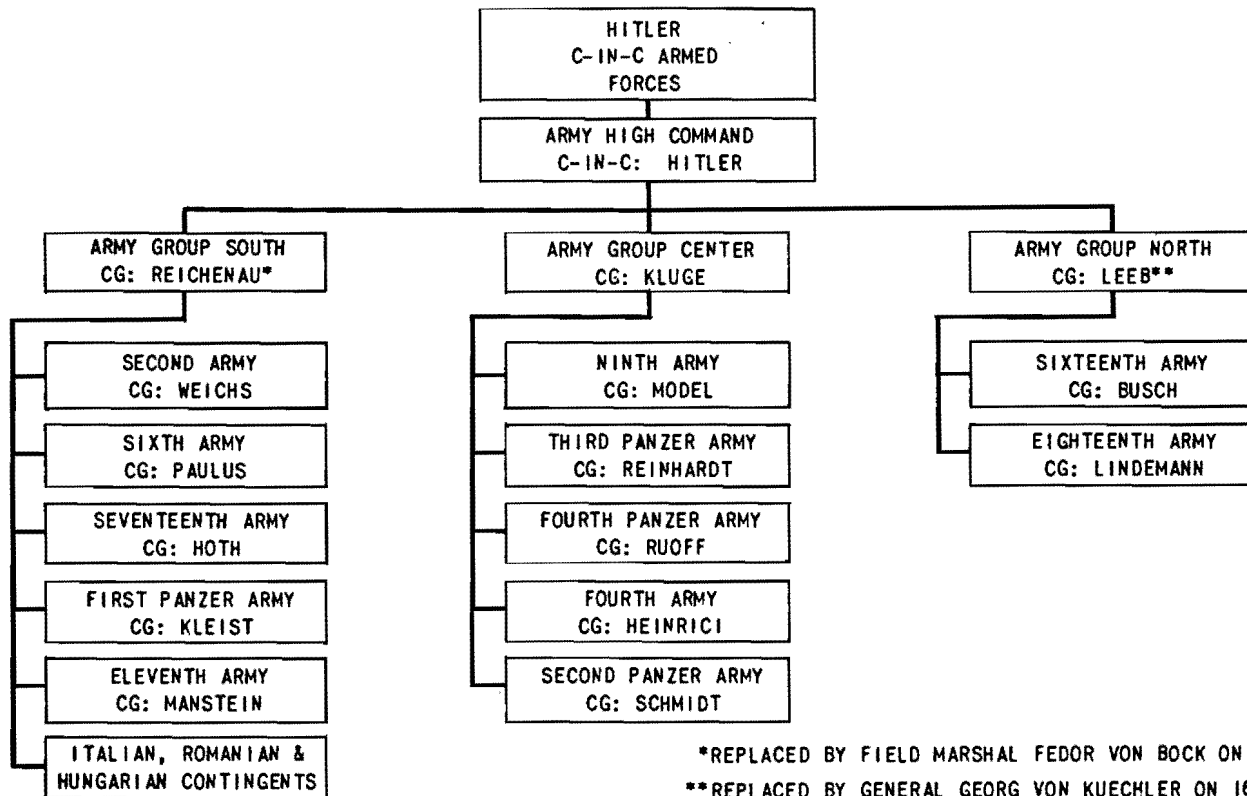 HITLER
C-IN-C ARMED
FORCES
ARMY HIGH COMMAND
C-IN-C: HITLER
ARMY GROUP SOUTH
CG: REICHENAU*
SECOND ARMY
CG: WEICHS
SIXTH ARMY
CG: PAULUS
SEVENTEENTH ARMY
CG: HOTH
FIRST PANZER ARMY
CG: KLEIST
ELEVENTH ARMY
CG: MANSTEIN
ITALIAN, ROMANIAN &
HUNGARIAN CONTINGENTS
ARMY GROUP CENTER
CG: KLUGE
NINTH ARMY
CG: MODEL
THIRD PANZER ARMY
CG: REINHARDT
FOURTH PANZER ARMY
CG: RUOFF
FOURTH ARMY
CG: HEINRICI
SECOND PANZER ARMY
CG: SCHMIDT
ARMY GROUP NORTH
CG: LEEB**
SIXTEENTH ARMY
CG: BUSCH
EIGHTEENTH ARMY
CG: LINDEMANN
*REPLACED BY FIELD MARSHAL FEDOR VON BOCK ON
**REPLACED BY GENERAL GEORG VON KUECHLER ON 16